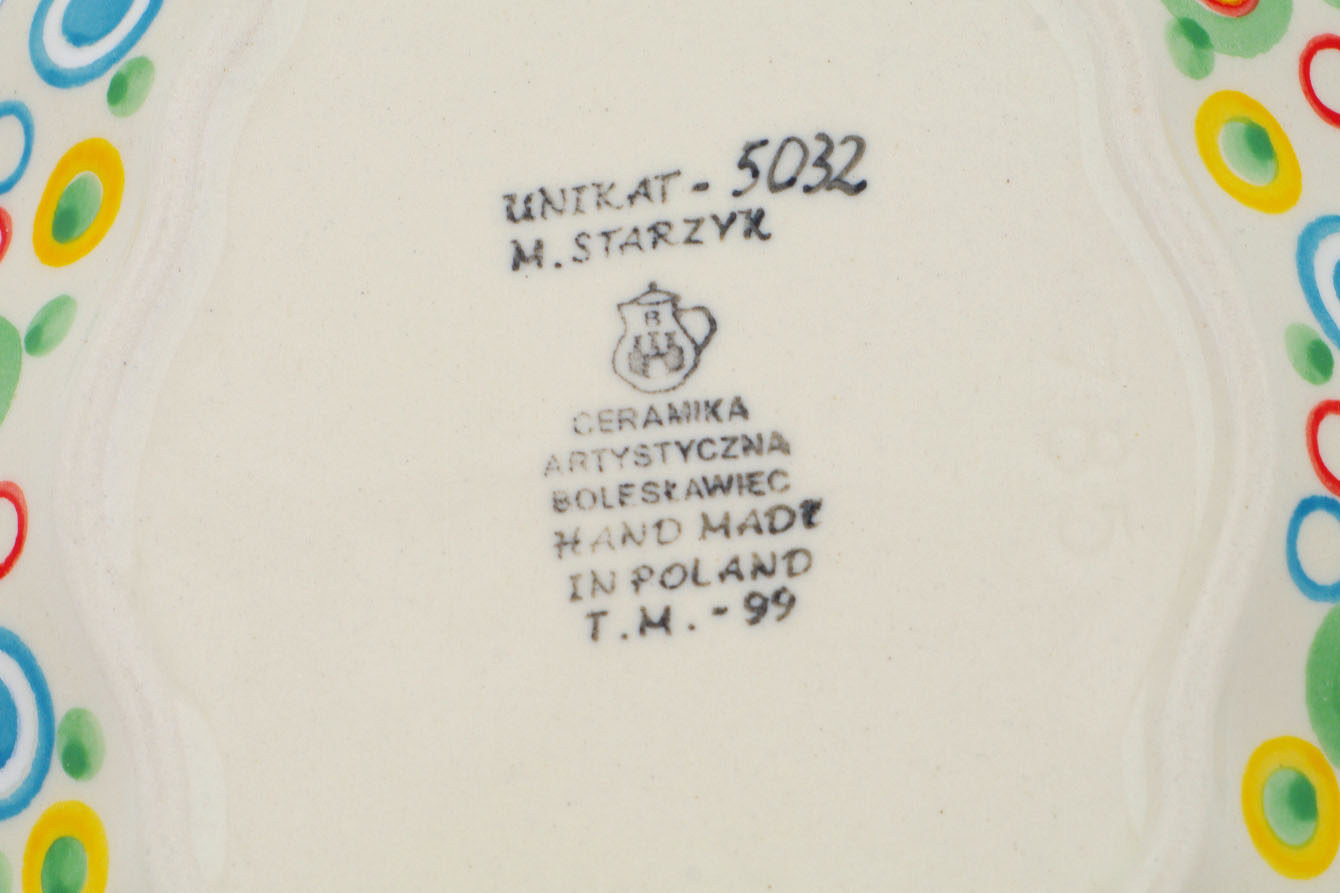 UNIKAT - 5032
M. STARZYK
B
CERAMIKA
ARTYSTYCZNA
BOLESŁAWIEC
HAND MADE
IN POLAND
T.M. - 99